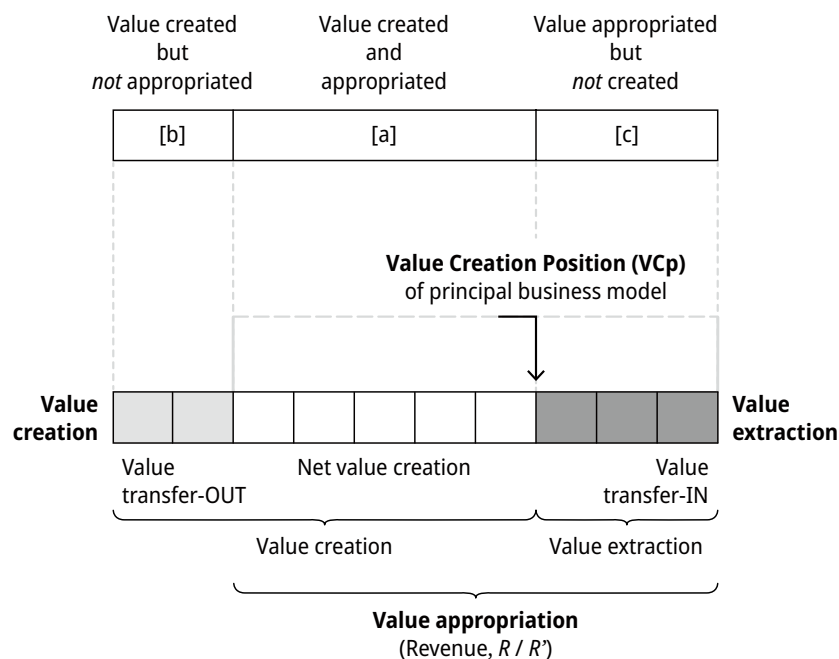 Value created
but
not appropriated
Value created
and
appropriated
Value appropriated
but
not created
[b]
[a]
[c]
Value Creation Position (VCp)
of principal business model
Value
creation
Value
extraction
Value
transfer-OUT
Net value creation
Value
transfer-IN
Value creation
Value extraction
Value appropriation
(Revenue, R / R’)